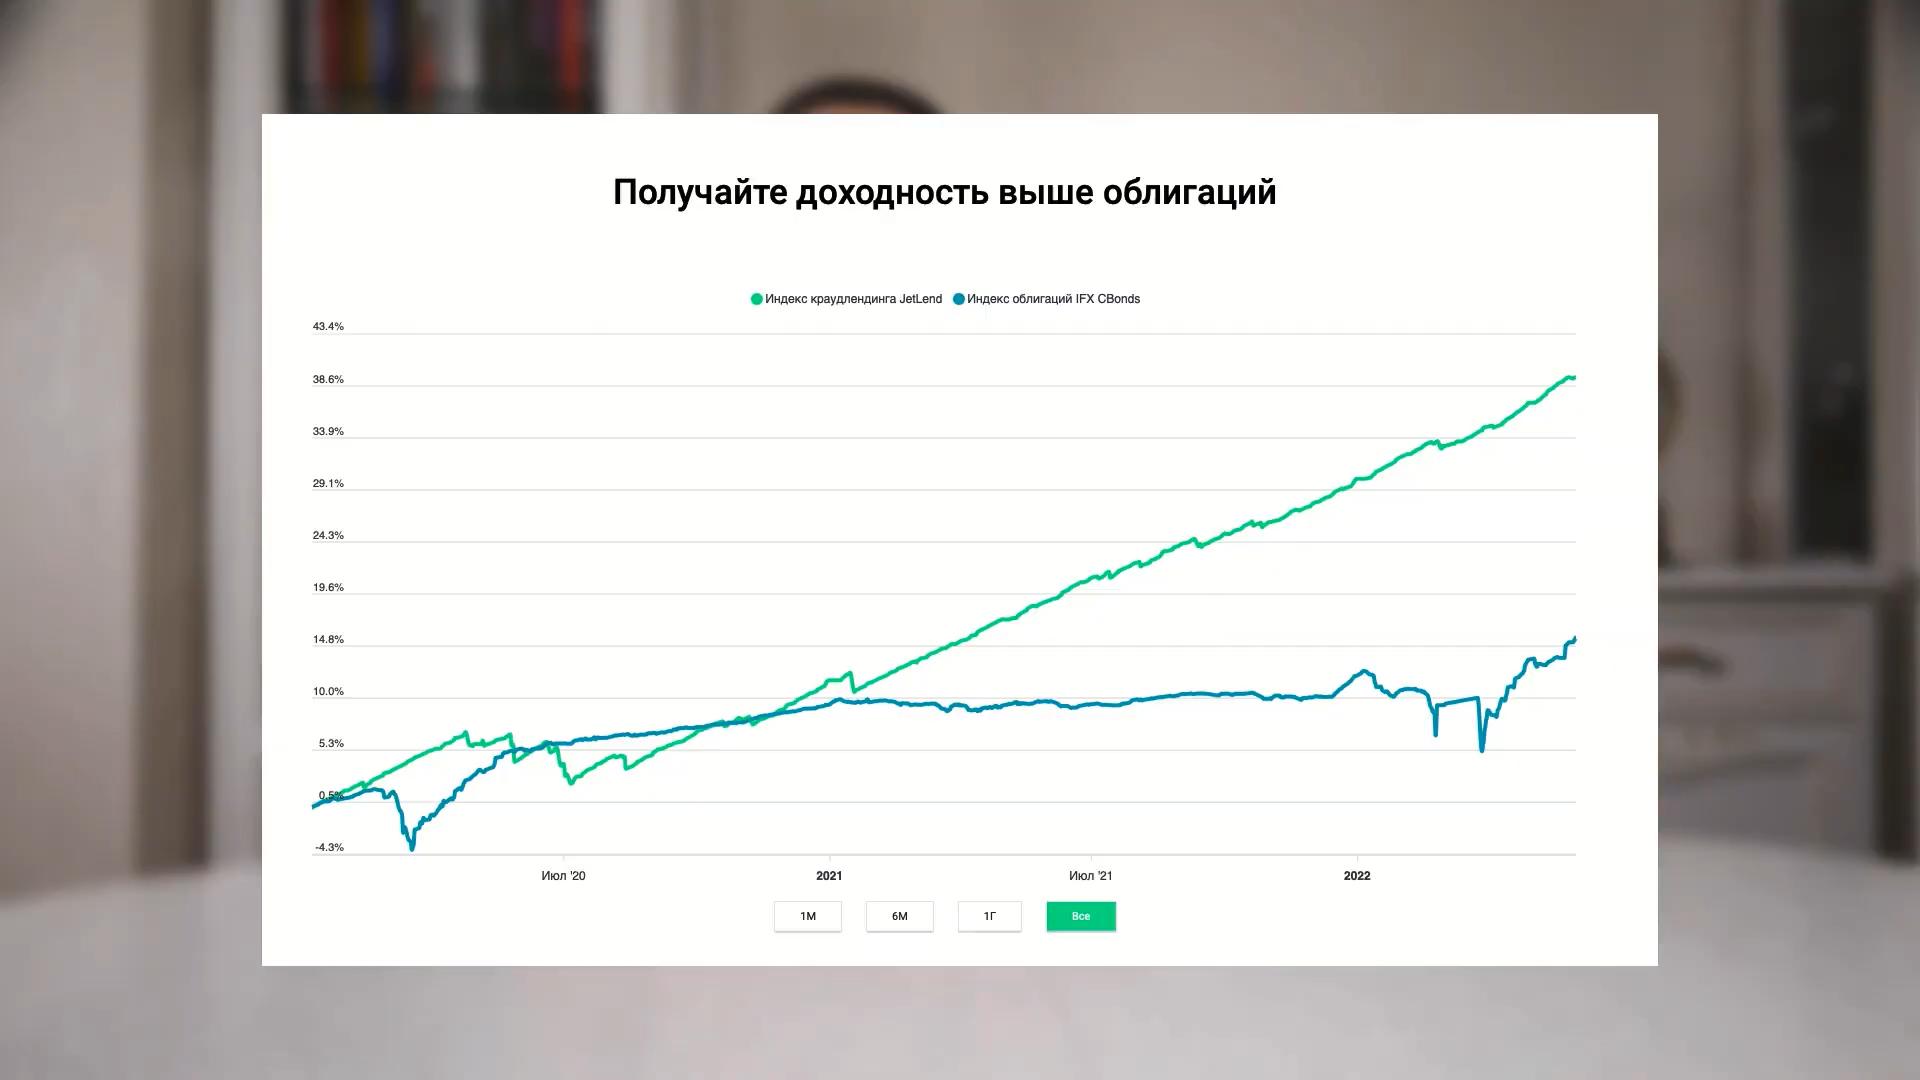 Получайте доходность выше облигаций
Индекс краудлендинга JetLend Индекс облигаций IFX CBonds
43.4%
38.6%
33.9%
29.1%
24.3%
19.6%
14.8%
10.0%
5.3%
0.5%
-4.3%
Июл '20 2021 Июл '21 2022
1М 6М 1Г Все